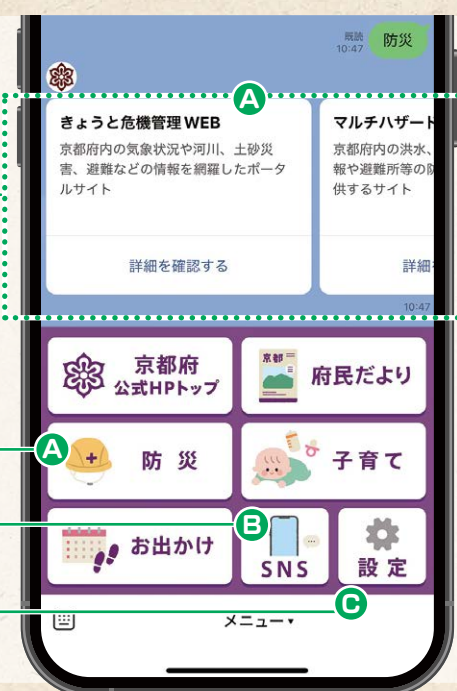 既読
10:47
防災
A
きょうと危機管理WEB
京都府内の気象状況や河川、土砂災
害、避難などの情報を網羅したポータ
ルサイト
詳細を確認する
マルチハザード
京都府内の洪水、
報や避難所等の
供するサイト
詳細
10:47
京都府
公式HPトップ
京都
府民だより
A
防災
子育て
お出かけ
B
SNS
設定
C
メニュー▾